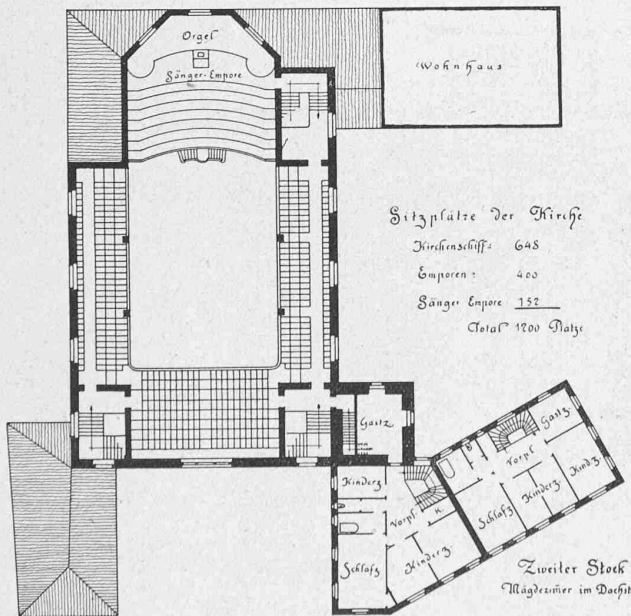 Orgel
Sänger-Empore
Wohnhaus
Sitzplätze der Kirche
Kirchenschiff: 648
Emporen: 400
Sänger Empore 152
Total 1200 Plätze
Gastz.
Kinderz.
Vorpl.
K.
Schlafz
Kinderz.
B.
Vorpl.
Gastz.
Schlafz
Kinderz
Kindz.
Zweiter Stock
Mägdezimer im Dachst